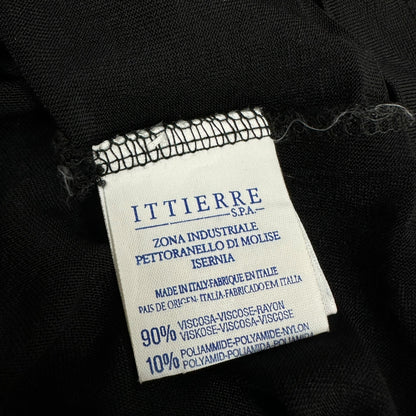 ITTIERRE
S.P.A.
ZONA INDUSTRIALE
PETTORANELLO DI MOLISE
ISERNIA
MADE IN ITALY-FABRIQUE EN ITALIE
PAIS DE ORIGEN-ITALIA-FABRICADO EM ITALIA
90% VISCOSA-VISCOSE-RAYON
VISKOSE-VISCOSA-VISCOSE
10% POLIAMMIDE-POLYAMIDE-NYLON
POLYAMID-POLIAMIDA-POLIAMIDA